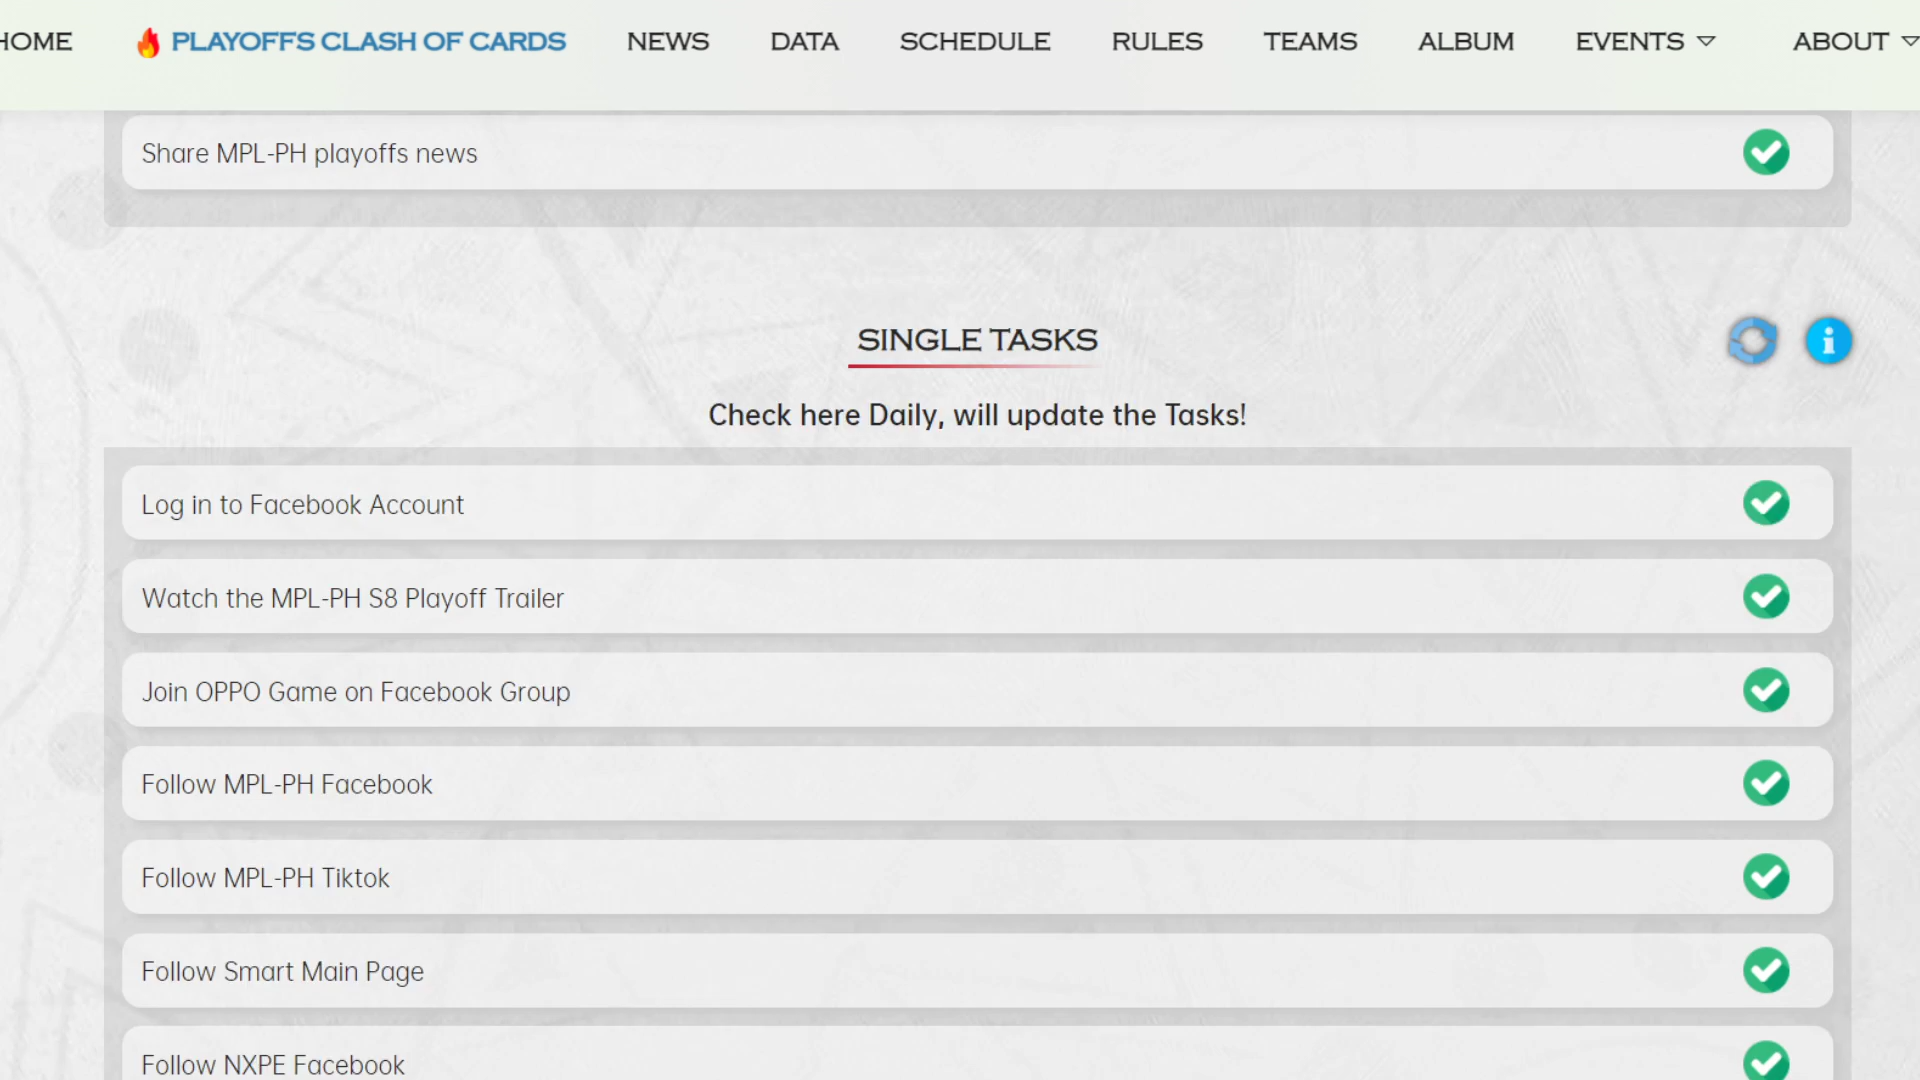 HOME PLAYOFFS CLASH OF CARDS NEWS DATA SCHEDULE RULES TEAMS ALBUM EVENTS ABOUT
Share MPL-PH playoffs news
SINGLE TASKS
Check here Daily, will update the Tasks!
Log in to Facebook Account
Watch the MPL-PH S8 Playoff Trailer
Join OPPO Game on Facebook Group
Follow MPL-PH Facebook
Follow MPL-PH Tiktok
Follow Smart Main Page
Follow NXPE Facebook